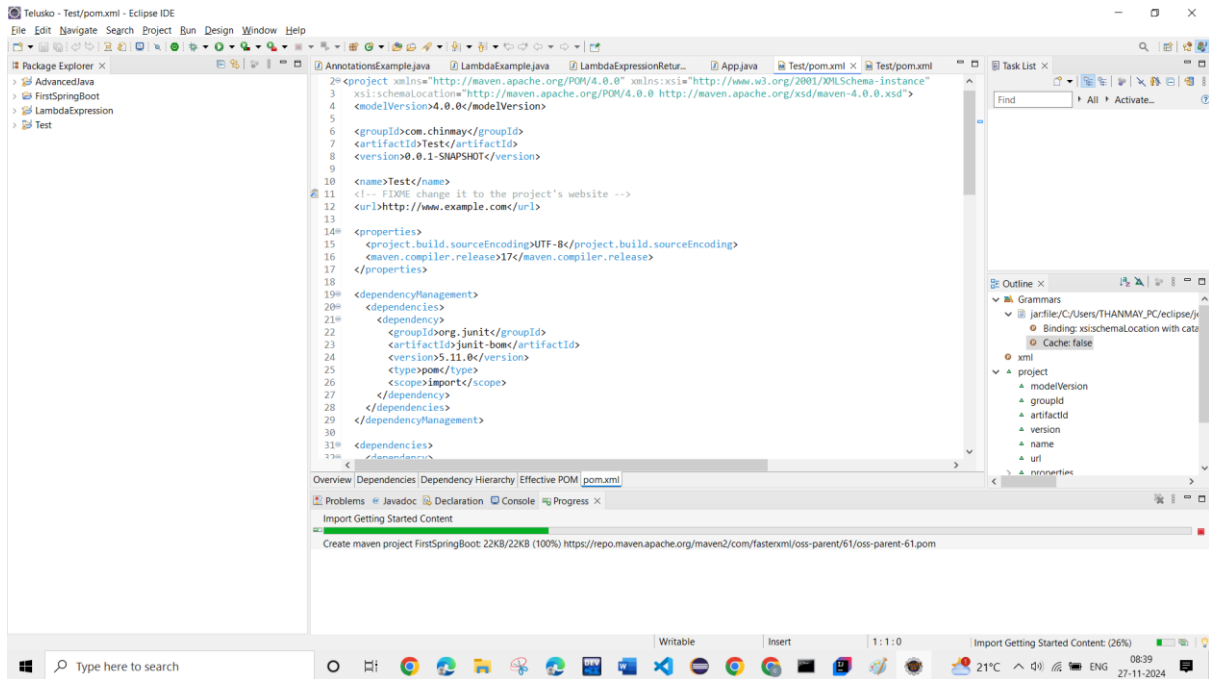 Telusko - Test/pom.xml - Eclipse IDE
File Edit Navigate Search Project Run Design Window Help
Package Explorer
AdvancedJava
FirstSpringBoot
LambdaExpression
Test
AnnotationsExample.java LambdaExample.java LambdaExpressionRetur... App.java Test/pom.xml Test/pom.xml
2 <project xmlns="http://maven.apache.org/POM/4.0.0" xmlns:xsi="http://www.w3.org/2001/XMLSchema-instance"
3 xsi:schemaLocation="http://maven.apache.org/POM/4.0.0 http://maven.apache.org/xsd/maven-4.0.0.xsd">
4 <modelVersion>4.0.0</modelVersion>
5
6 <groupId>com.chinmay</groupId>
7 <artifactId>Test</artifactId>
8 <version>0.0.1-SNAPSHOT</version>
9
10 <name>Test</name>
11 <!-- FIXME change it to the project's website -->
12 <url>http://www.example.com</url>
13
14 <properties>
15 <project.build.sourceEncoding>UTF-8</project.build.sourceEncoding>
16 <maven.compiler.release>17</maven.compiler.release>
17 </properties>
18
19 <dependencyManagement>
20 <dependencies>
21 <dependency>
22 <groupId>org.junit</groupId>
23 <artifactId>junit-bom</artifactId>
24 <version>5.11.0</version>
25 <type>pom</type>
26 <scope>import</scope>
27 </dependency>
28 </dependencies>
29 </dependencyManagement>
30
31 <dependencies>
32 <dependency>
Overview Dependencies Dependency Hierarchy Effective POM pom.xml
Problems Javadoc Declaration Console Progress
Import Getting Started Content
Create maven project FirstSpringBoot: 22KB/22KB (100%) https://repo.maven.apache.org/maven2/com/fasterxml/oss-parent/61/oss-parent-61.pom
Task List
Find All Activate...
Outline
Grammars
jar:file:/C:/Users/THANMAY_PC/eclipse/j
Binding: xsi:schemaLocation with cata
Cache: false
xml
project
modelVersion
groupId
artifactId
version
name
url
properties
Writable Insert 1 : 1 : 0 Import Getting Started Content: (26%)
Type here to search
21°C ENG 08:39
27-11-2024